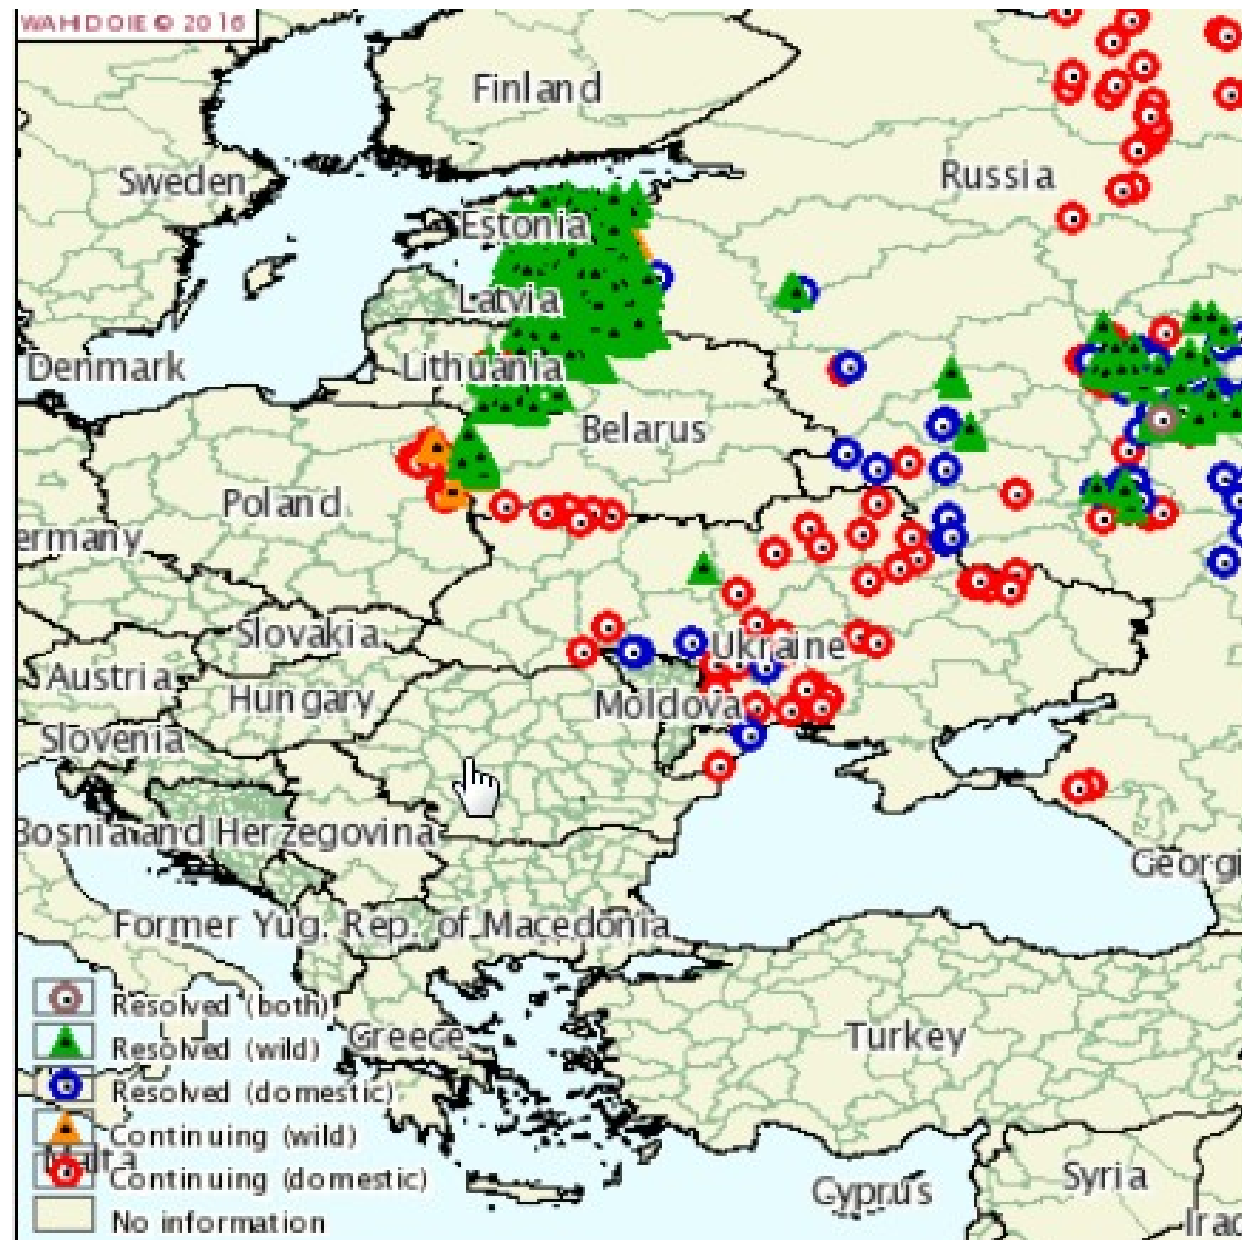 WAHID OIE © 2016
Finland
Russia
Sweden
Estonia
Latvia
Denmark
Lithuania
Belarus
Poland
ermany
Slovakia
Ukraine
Austria
Hungary
Moldova
Slovenia
Bosnia and Herzegovina
Georgi
Former Yug. Rep. of Macedonia
Resolved (both)
Greece
Turkey
Resolved (wild)
Resolved (domestic)
Continuing (wild)
Malta
Continuing (domestic)
Syria
Cyprus
No information
Iraq